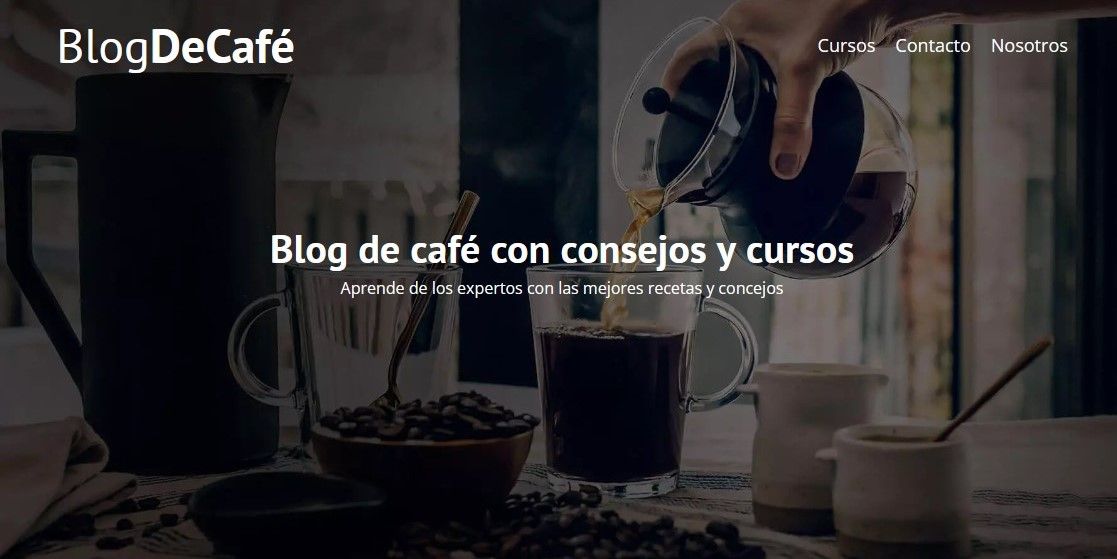 BlogDeCafé
Cursos Contacto Nosotros
Blog de café con consejos y cursos
Aprende de los expertos con las mejores recetas y concejos